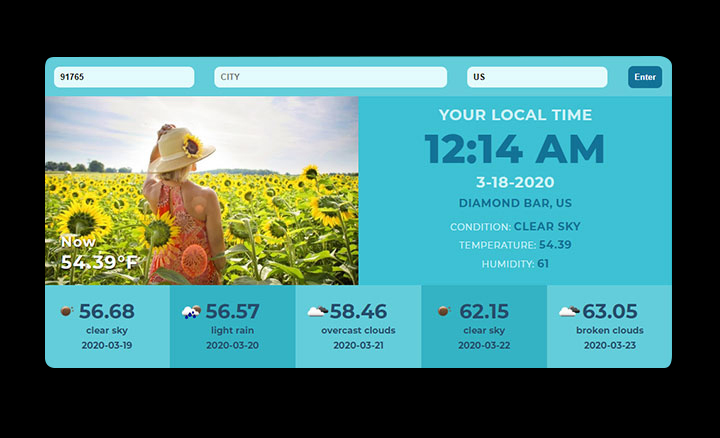 91765
CITY
US
Enter
YOUR LOCAL TIME
12:14 AM
3-18-2020
DIAMOND BAR, US
CONDITION: CLEAR SKY
TEMPERATURE: 54.39
HUMIDITY: 61
Now
54.39°F
56.68
clear sky
2020-03-19
56.57
light rain
2020-03-20
58.46
overcast clouds
2020-03-21
62.15
clear sky
2020-03-22
63.05
broken clouds
2020-03-23